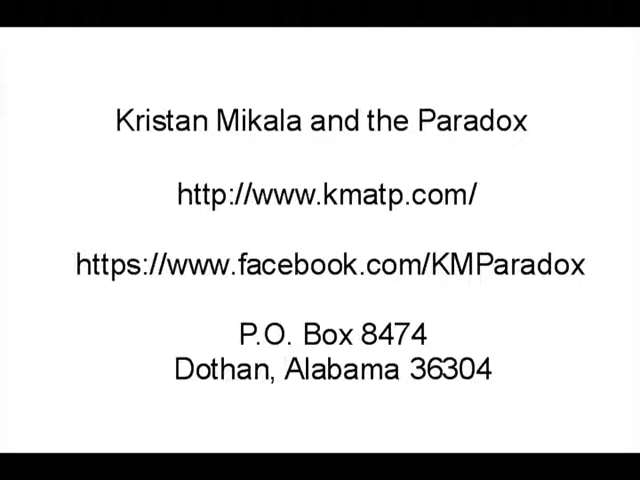 Kristan Mikala and the Paradox
http://www.kmatp.com/
https://www.facebook.com/KMParadox
P.O. Box 8474
Dothan, Alabama 36304